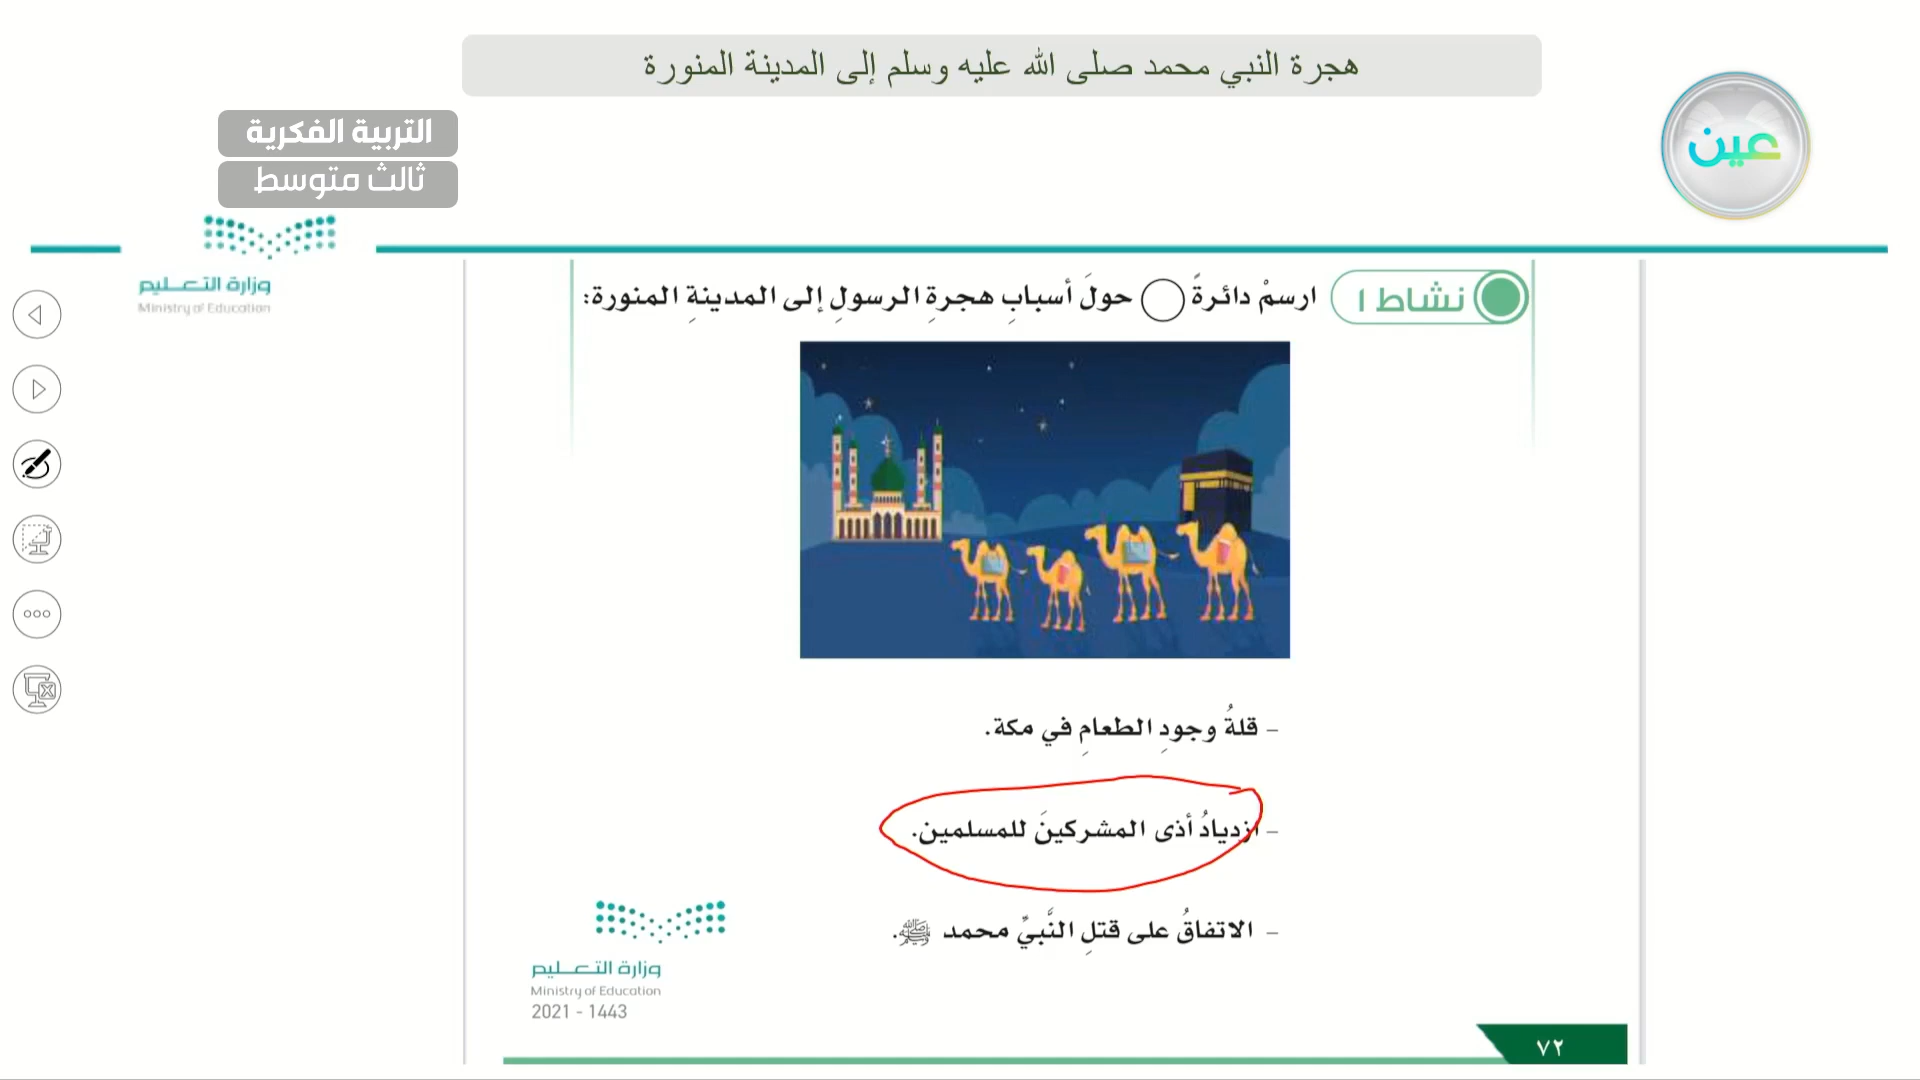 هجرة النبي محمد صلى الله عليه وسلم إلى المدينة المنورة
عين
التربية الفكرية
ثالث متوسط
وزارة التعليم
Ministry of Education
نشاط ١
ارسمْ دائرةً حولَ أسبابِ هجرةِ الرسولِ إلى المدينةِ المنورة:
– قلةُ وجودِ الطعامِ في مكة.
– ازديادُ أذى المشركينَ للمسلمين.
– الاتفاقُ على قتلِ النَّبيِّ محمد ﷺ.
وزارة التعليم
Ministry of Education
2021 - 1443
٧٢